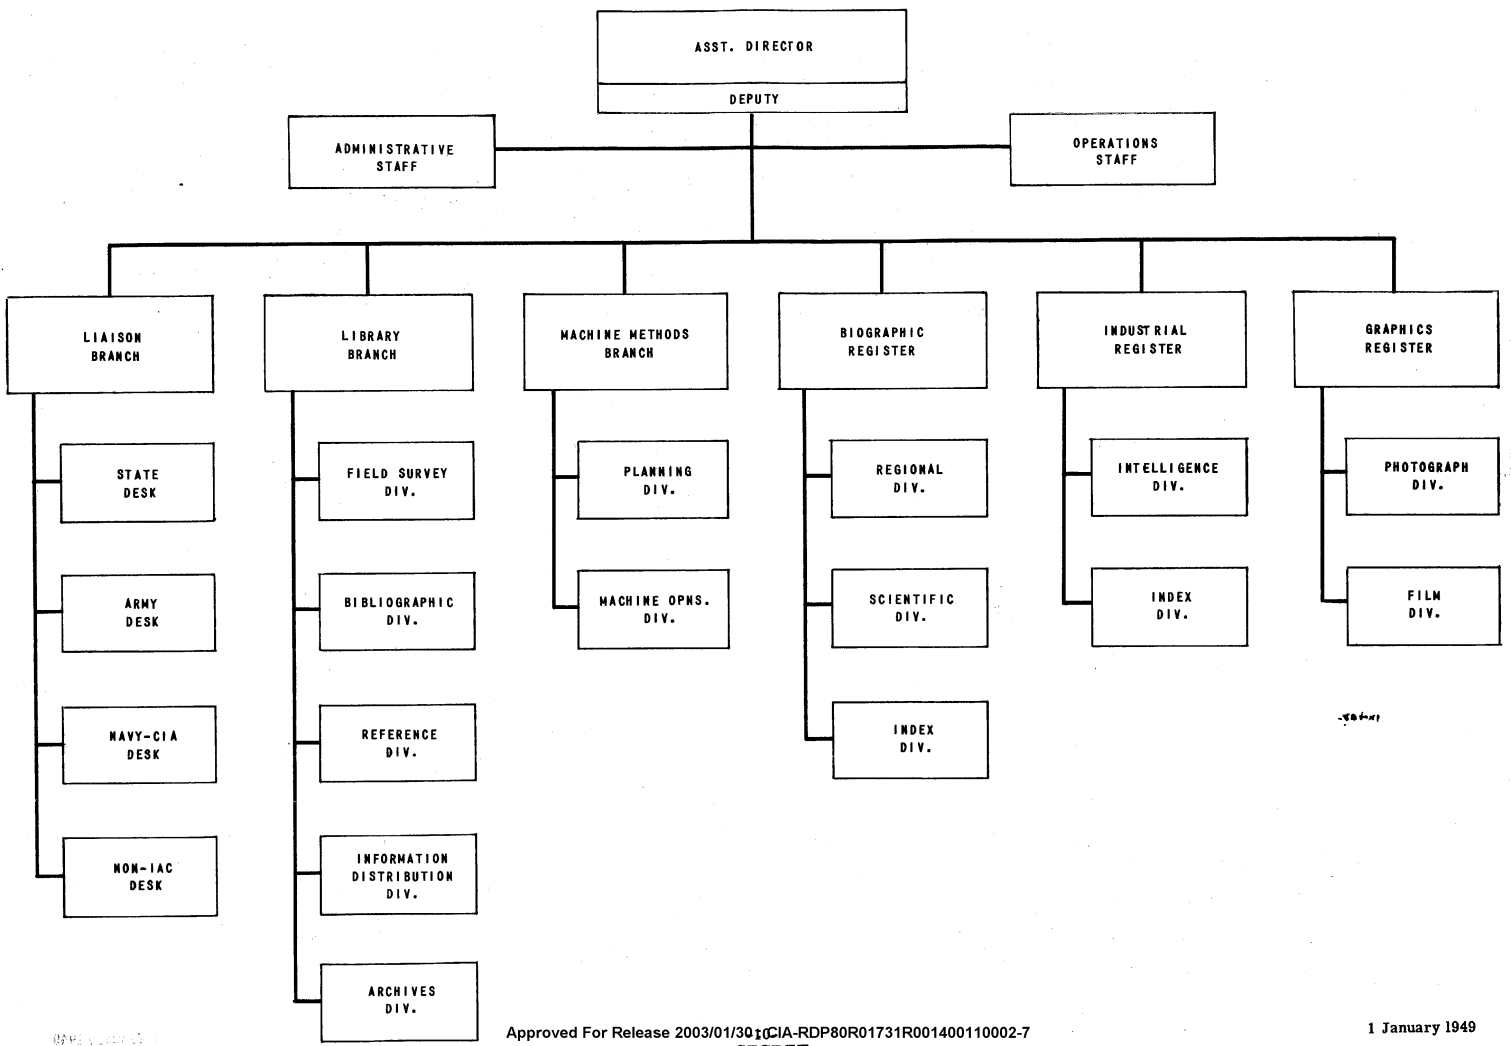 ASST. DIRECTOR
DEPUTY
ADMINISTRATIVE
STAFF
OPERATIONS
STAFF
LIAISON
BRANCH
LIBRARY
BRANCH
MACHINE METHODS
BRANCH
BIOGRAPHIC
REGISTER
INDUSTRIAL
REGISTER
GRAPHICS
REGISTER
STATE
DESK
ARMY
DESK
NAVY-CIA
DESK
NON-IAC
DESK
FIELD SURVEY
DIV.
BIBLIOGRAPHIC
DIV.
REFERENCE
DIV.
INFORMATION
DISTRIBUTION
DIV.
ARCHIVES
DIV.
PLANNING
DIV.
MACHINE OPNS.
DIV.
REGIONAL
DIV.
SCIENTIFIC
DIV.
INDEX
DIV.
INTELLIGENCE
DIV.
INDEX
DIV.
PHOTOGRAPH
DIV.
FILM
DIV.
Approved For Release 2003/01/30 : CIA-RDP80R01731R001400110002-7
1 January 1949